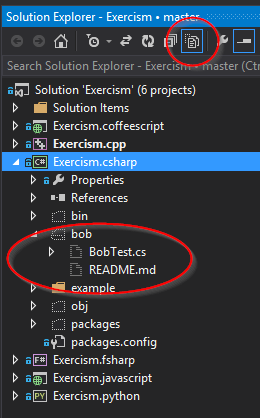 Solution Explorer - Exercism • master
Search Solution Explorer - Exercism - master (Ctrl
Solution 'Exercism' (6 projects)
Solution Items
Exercism.coffeescript
Exercism.cpp
C# Exercism.csharp
Properties
References
bin
bob
BobTest.cs
README.md
example
obj
packages
packages.config
F# Exercism.fsharp
Exercism.javascript
PY Exercism.python